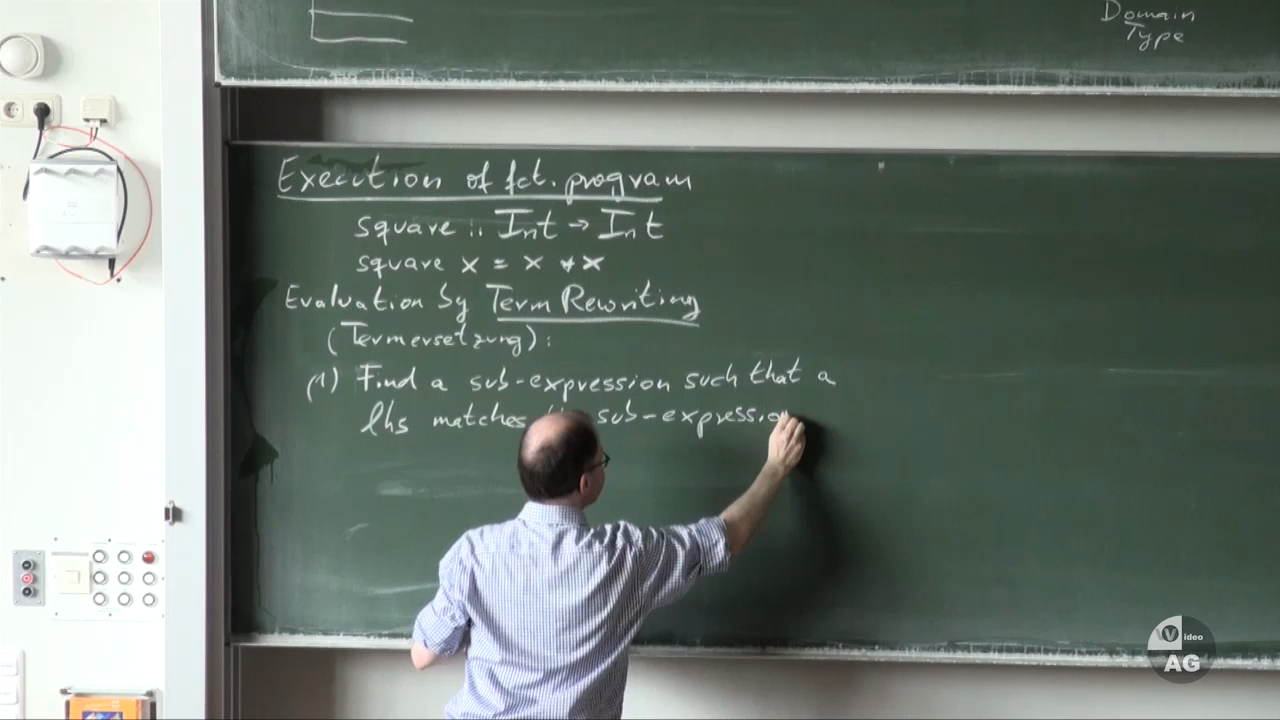 Domain
Type
Execution of fct. program
square :: Int → Int
square x = x * x
Evaluation by Term Rewriting
(Termersetzung):
(1) Find a sub-expression such that a
lhs matches sub-expression
Video
AG